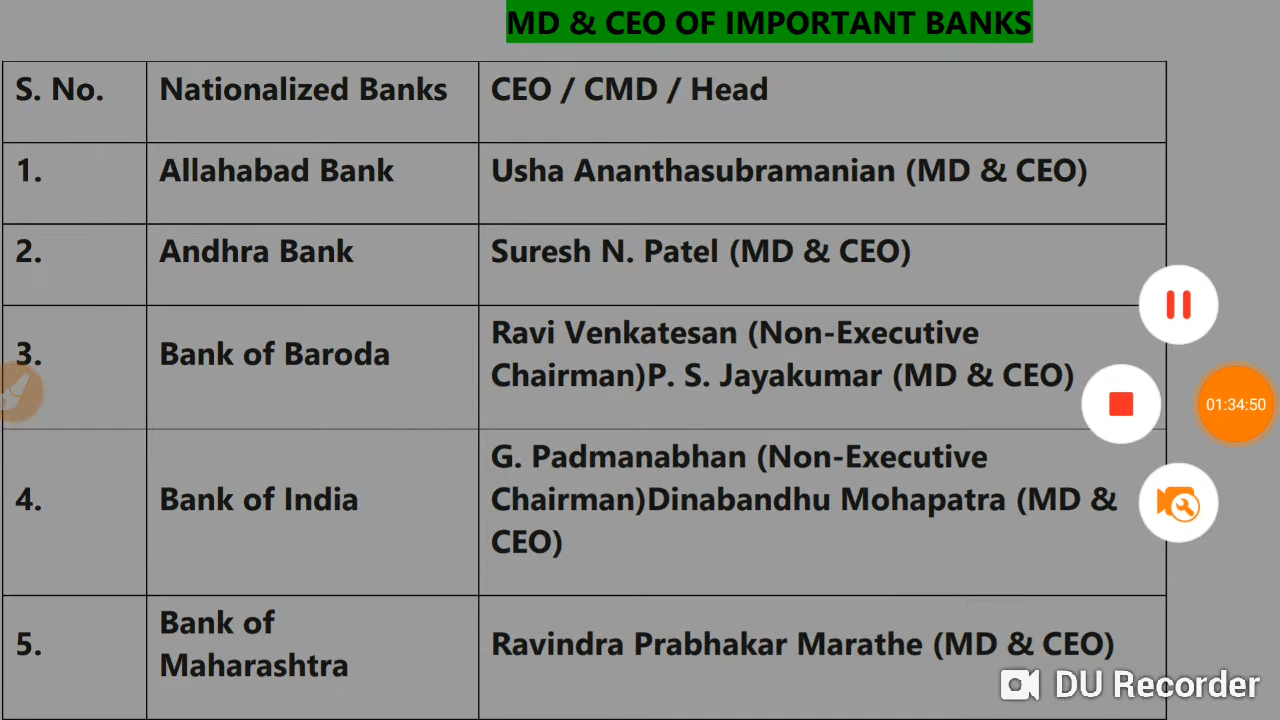 MD & CEO OF IMPORTANT BANKS
S. No.
Nationalized Banks
CEO / CMD / Head
1.
Allahabad Bank
Usha Ananthasubramanian (MD & CEO)
2.
Andhra Bank
Suresh N. Patel (MD & CEO)
3.
Bank of Baroda
Ravi Venkatesan (Non-Executive
Chairman)P. S. Jayakumar (MD & CEO)
4.
Bank of India
G. Padmanabhan (Non-Executive
Chairman)Dinabandhu Mohapatra (MD &
CEO)
5.
Bank of
Maharashtra
Ravindra Prabhakar Marathe (MD & CEO)
01:34:50
DU Recorder